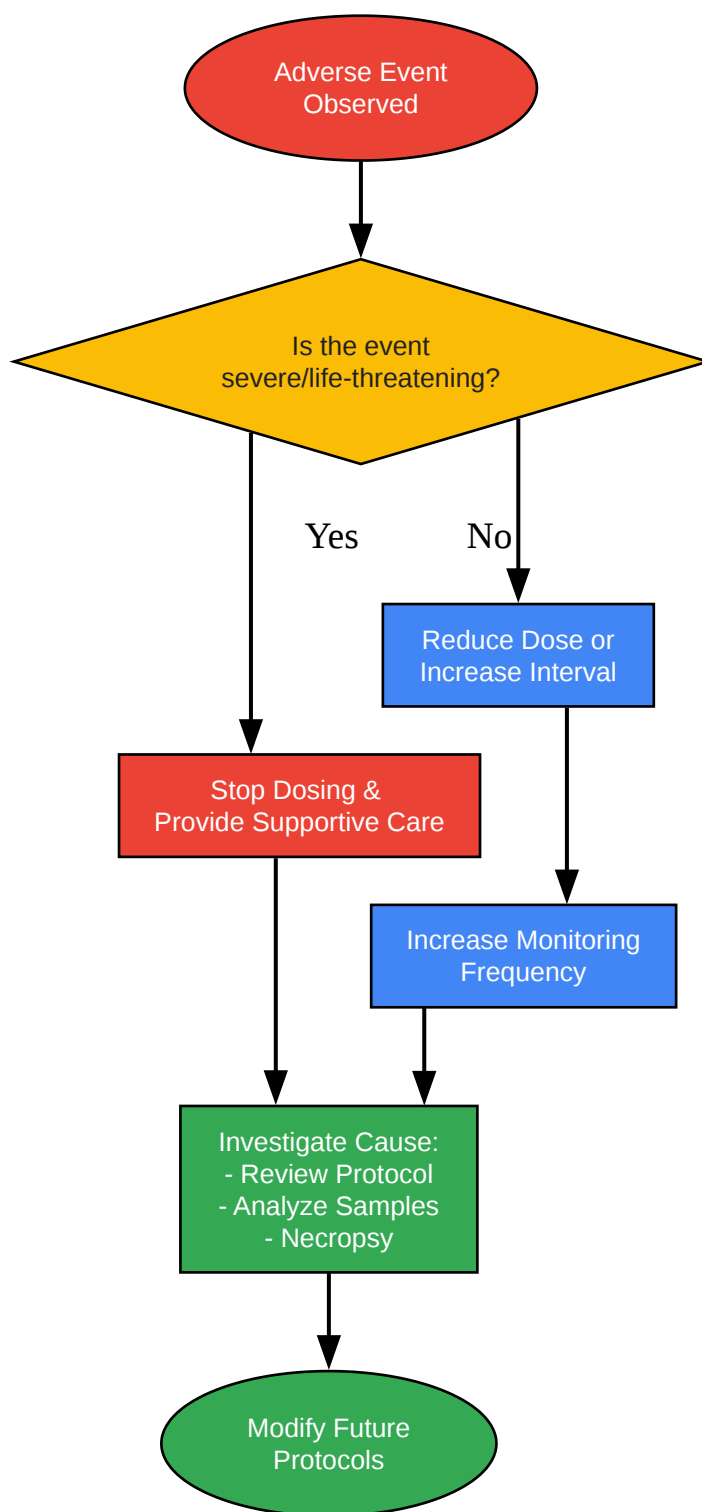 Adverse Event
Observed
Is the event
severe/life-threatening?
Yes
No
Reduce Dose or
Increase Interval
Stop Dosing &
Provide Supportive Care
Increase Monitoring
Frequency
Investigate Cause:
- Review Protocol
- Analyze Samples
- Necropsy
Modify Future
Protocols